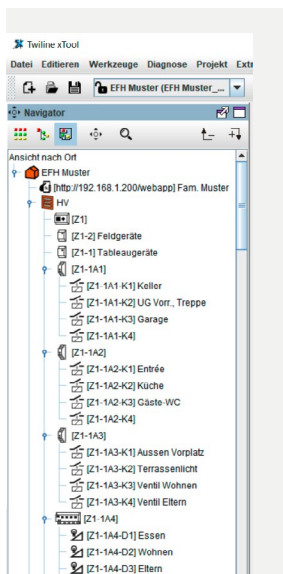 Twiline xTool
Datei Editieren Werkzeuge Diagnose Projekt Extr
EFH Muster (EFH Muster_...
Navigator
Ansicht nach Ort
EFH Muster
[http://192.168.1.200/webapp] Fam. Muster
HV
[Z1]
[Z1-2] Feldgeräte
[Z1-1] Tableaugeräte
[Z1-1A1]
[Z1-1A1-K1] Keller
[Z1-1A1-K2] UG Vorr., Treppe
[Z1-1A1-K3] Garage
[Z1-1A1-K4]
[Z1-1A2]
[Z1-1A2-K1] Entrée
[Z1-1A2-K2] Küche
[Z1-1A2-K3] Gäste-WC
[Z1-1A2-K4]
[Z1-1A3]
[Z1-1A3-K1] Aussen Vorplatz
[Z1-1A3-K2] Terrassenlicht
[Z1-1A3-K3] Ventil Wohnen
[Z1-1A3-K4] Ventil Eltern
[Z1-1A4]
[Z1-1A4-D1] Essen
[Z1-1A4-D2] Wohnen
[Z1-1A4-D3] Eltern